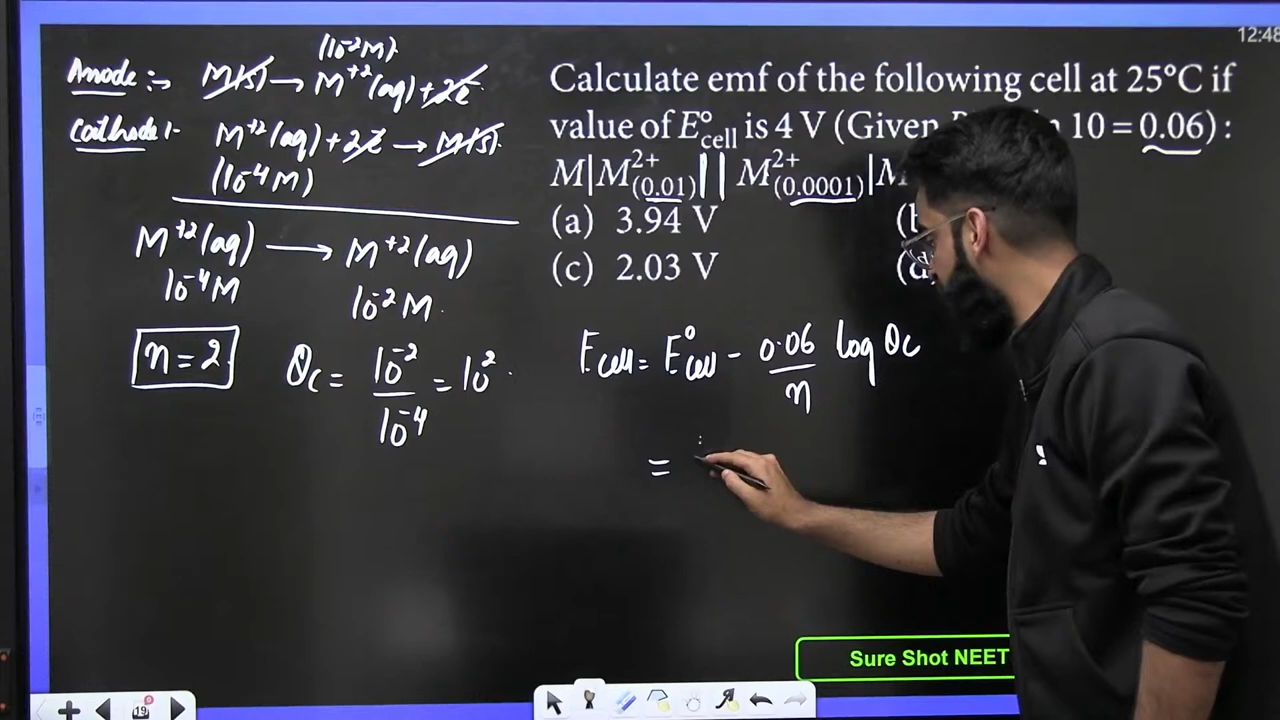 12:48
Anode :-
(10⁻²M)
M(s) → M⁺²(aq) + 2e⁻
Cathode :-
M⁺²(aq) + 2e⁻ → M(s).
(10⁻⁴M)
M⁺²(aq) → M⁺²(aq)
10⁻⁴M 10⁻²M.
n = 2
Qc = 10⁻²/10⁻⁴ = 10².
Calculate emf of the following cell at 25°C if
value of E°cell is 4 V (Given 10 = 0.06) :
M|M²⁺(0.01)|| M²⁺(0.0001)|M
(a) 3.94 V (b
(c) 2.03 V (d
Ecell = E°cell - 0.06/n log Qc
=
Sure Shot NEET
19